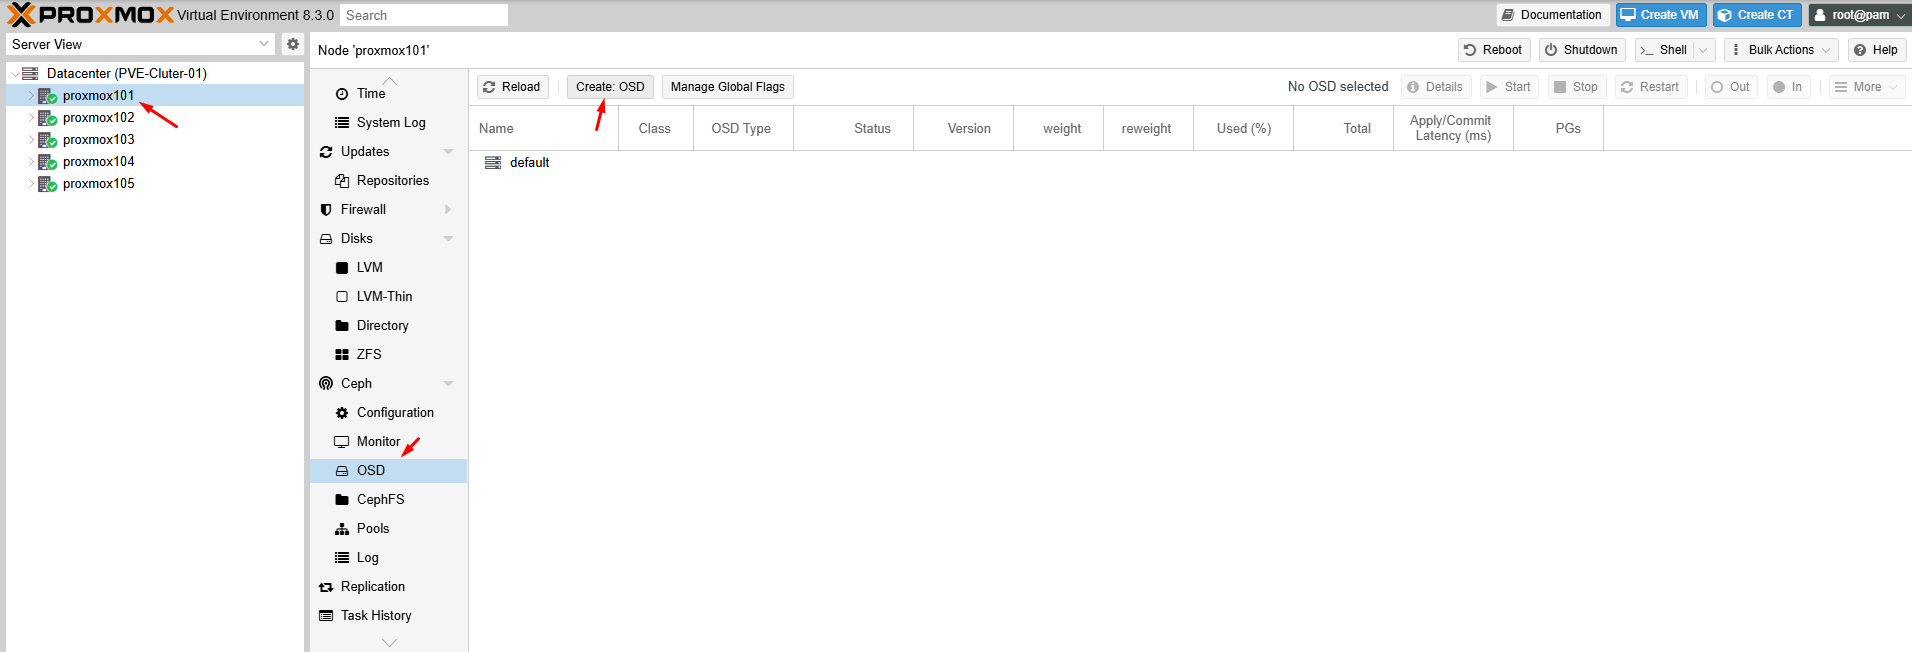 PROXMOX Virtual Environment 8.3.0 Search Documentation Create VM Create CT root@pam
Server View
Node 'proxmox101' Reboot Shutdown >_ Shell Bulk Actions Help
Datacenter (PVE-Cluter-01)
proxmox101
proxmox102
proxmox103
proxmox104
proxmox105
Time
System Log
Updates
Repositories
Firewall
Disks
LVM
LVM-Thin
Directory
ZFS
Ceph
Configuration
Monitor
OSD
CephFS
Pools
Log
Replication
Task History
Reload Create: OSD Manage Global Flags No OSD selected Details Start Stop Restart Out In More
Name Class OSD Type Status Version weight reweight Used (%) Total Apply/Commit
Latency (ms) PGs
default